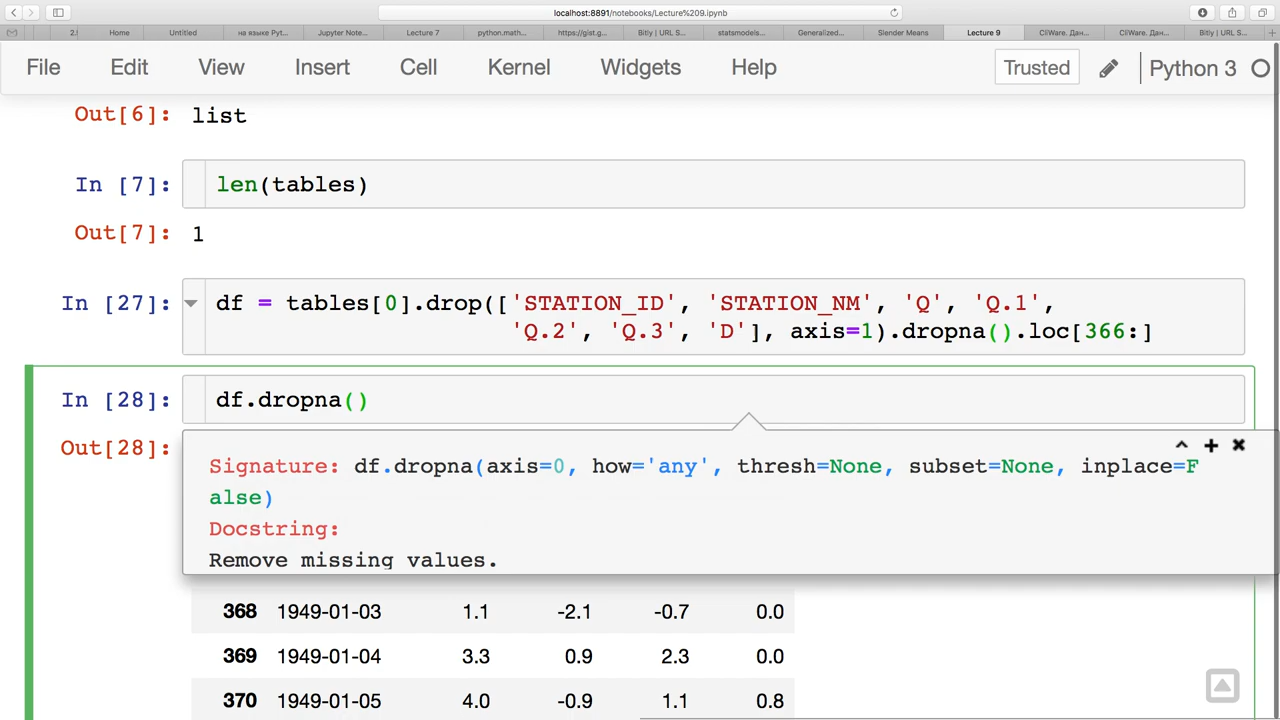 localhost:8891/notebooks/Lecture%209.ipynb
2.I Home Untitled на языке Pyt... Jupyter Note... Lecture 7 python.math... https://gist.g... Bitly | URL S... statsmodels... Generalized... Slender Means Lecture 9 CliWare. Дан... CliWare. Дан... Bitly | URL S...
File Edit View Insert Cell Kernel Widgets Help Trusted Python 3
Out[6]: list
In [7]: len(tables)
Out[7]: 1
In [27]: df = tables[0].drop(['STATION_ID', 'STATION_NM', 'Q', 'Q.1',
'Q.2', 'Q.3', 'D'], axis=1).dropna().loc[366:]
In [28]: df.dropna()
Out[28]:
Signature: df.dropna(axis=0, how='any', thresh=None, subset=None, inplace=F
alse)
Docstring:
Remove missing values.
368 1949-01-03 1.1 -2.1 -0.7 0.0
369 1949-01-04 3.3 0.9 2.3 0.0
370 1949-01-05 4.0 -0.9 1.1 0.8